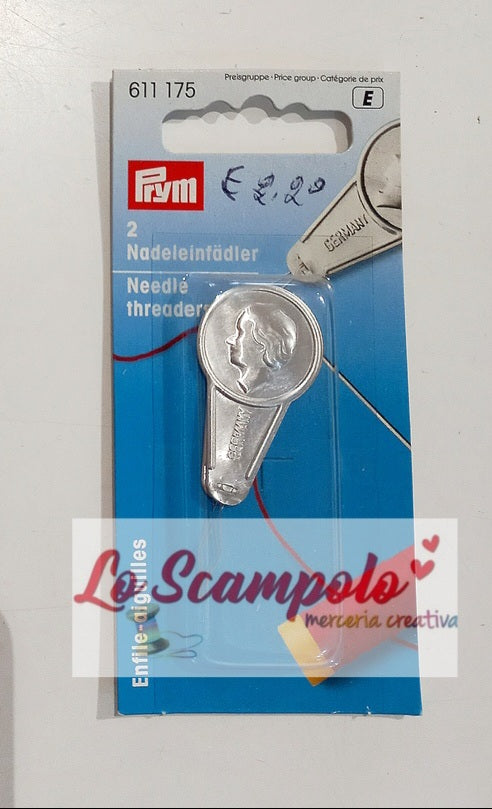 Preisgruppe · Price group · Catégorie de prix
611 175
E
Prym
€ 2,20
2
Nadeleinfädler
GERMANY
Needle
threaders
GERMANY
Enfile-aiguilles
Lo Scampolo
merceria creativa